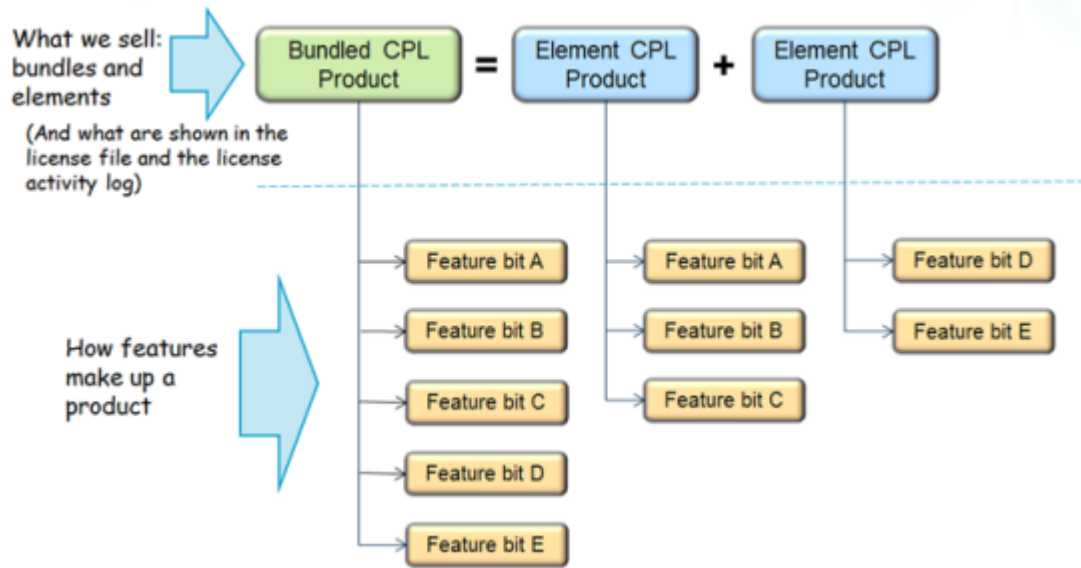 What we sell:
bundles and
elements
(And what are shown in the
license file and the license
activity log)
Bundled CPL
Product
=
Element CPL
Product
+
Element CPL
Product
How features
make up a
product
Feature bit A
Feature bit B
Feature bit C
Feature bit D
Feature bit E
Feature bit A
Feature bit B
Feature bit C
Feature bit D
Feature bit E